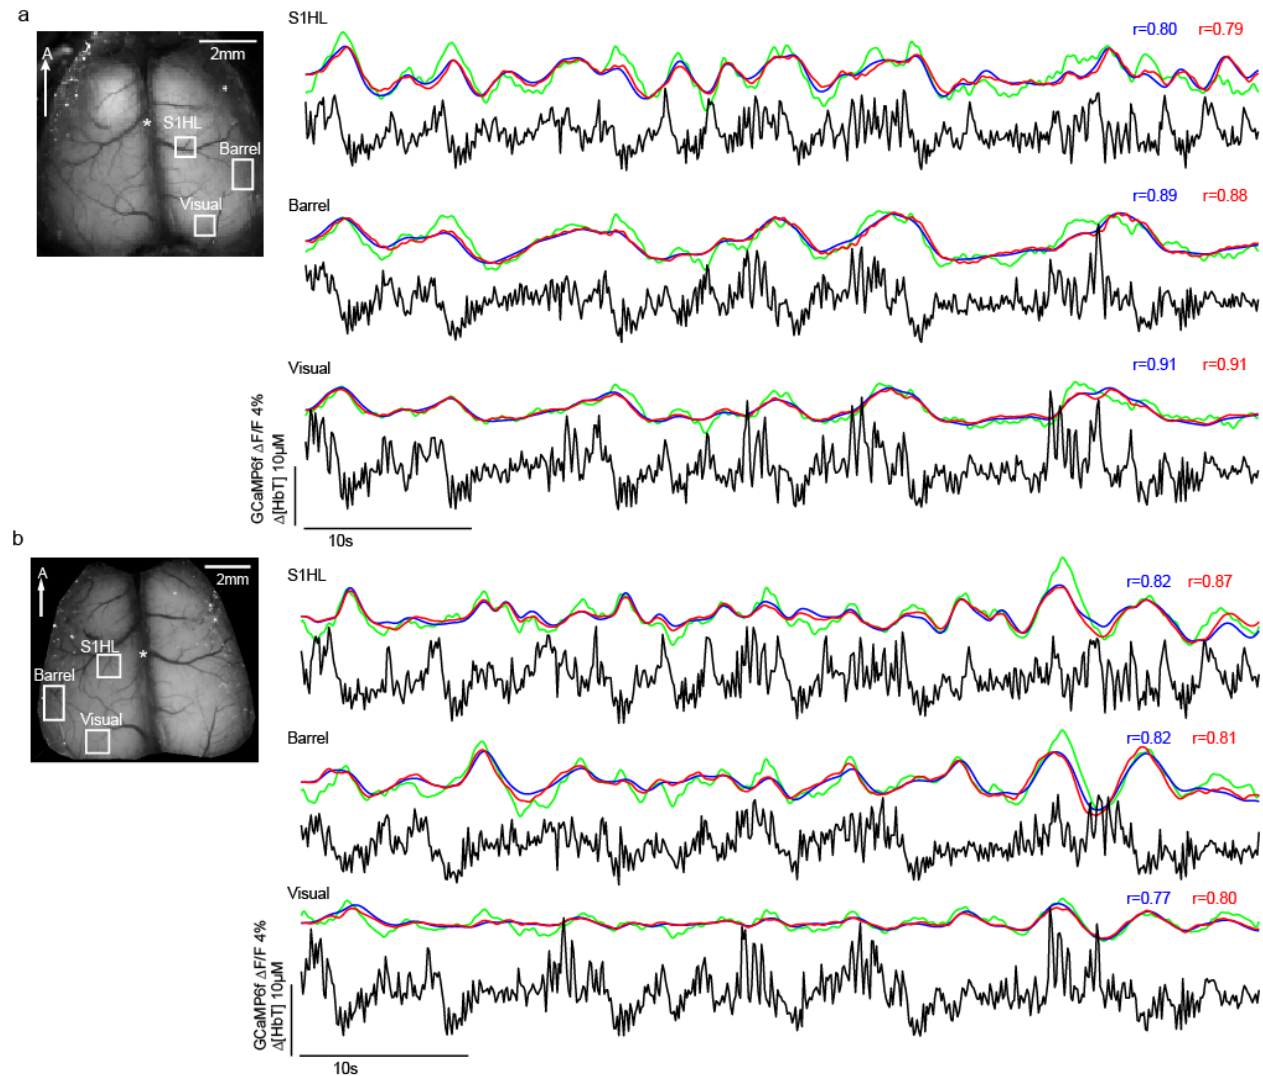 a
A
2mm
*
S1HL
Barrel
Visual
S1HL
r=0.80 r=0.79
Barrel
r=0.89 r=0.88
Visual
r=0.91 r=0.91
GCaMP6f ΔF/F 4%
Δ[HbT] 10µM
10s
b
A
2mm
S1HL
*
Barrel
Visual
S1HL
r=0.82 r=0.87
Barrel
r=0.82 r=0.81
Visual
r=0.77 r=0.80
GCaMP6f ΔF/F 4%
Δ[HbT] 10µM
10s